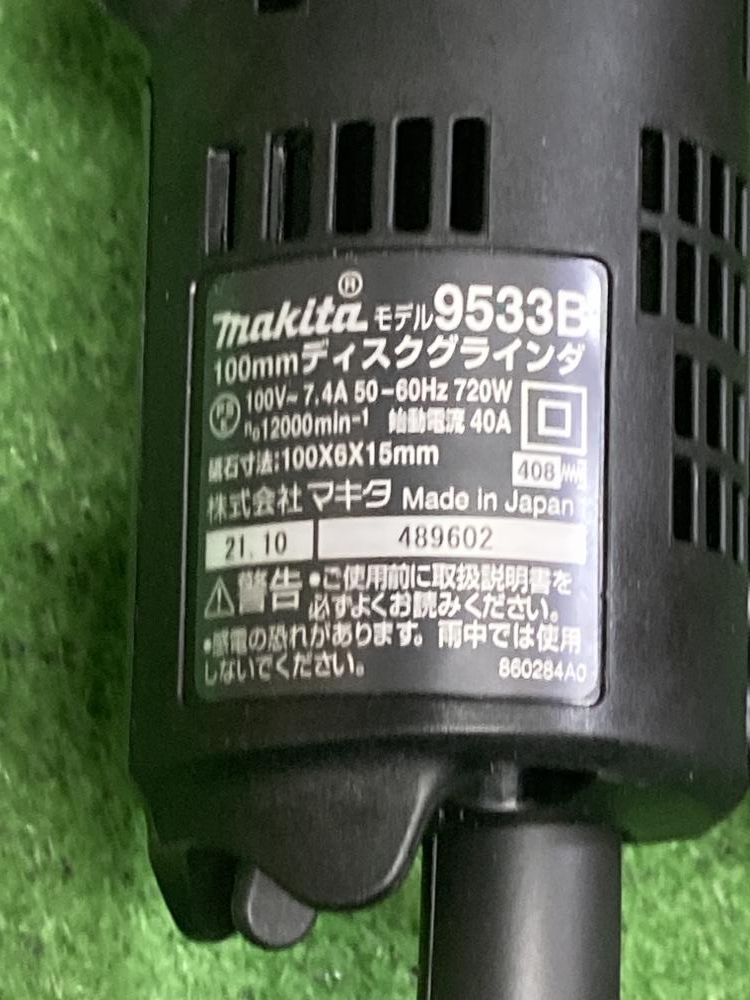 makita® モデル9533B
100mmディスクグラインダ
PSE 100V~ 7.4A 50-60Hz 720W
n₀12000min⁻¹ 始動電流 40A
砥石寸法:100X6X15mm
408
株式会社 マキタ Made in Japan
21.10 489602
⚠警告 •ご使用前に取扱説明書を
必ずよくお読みください。
•感電の恐れがあります。雨中では使用
しないでください。 860284A0